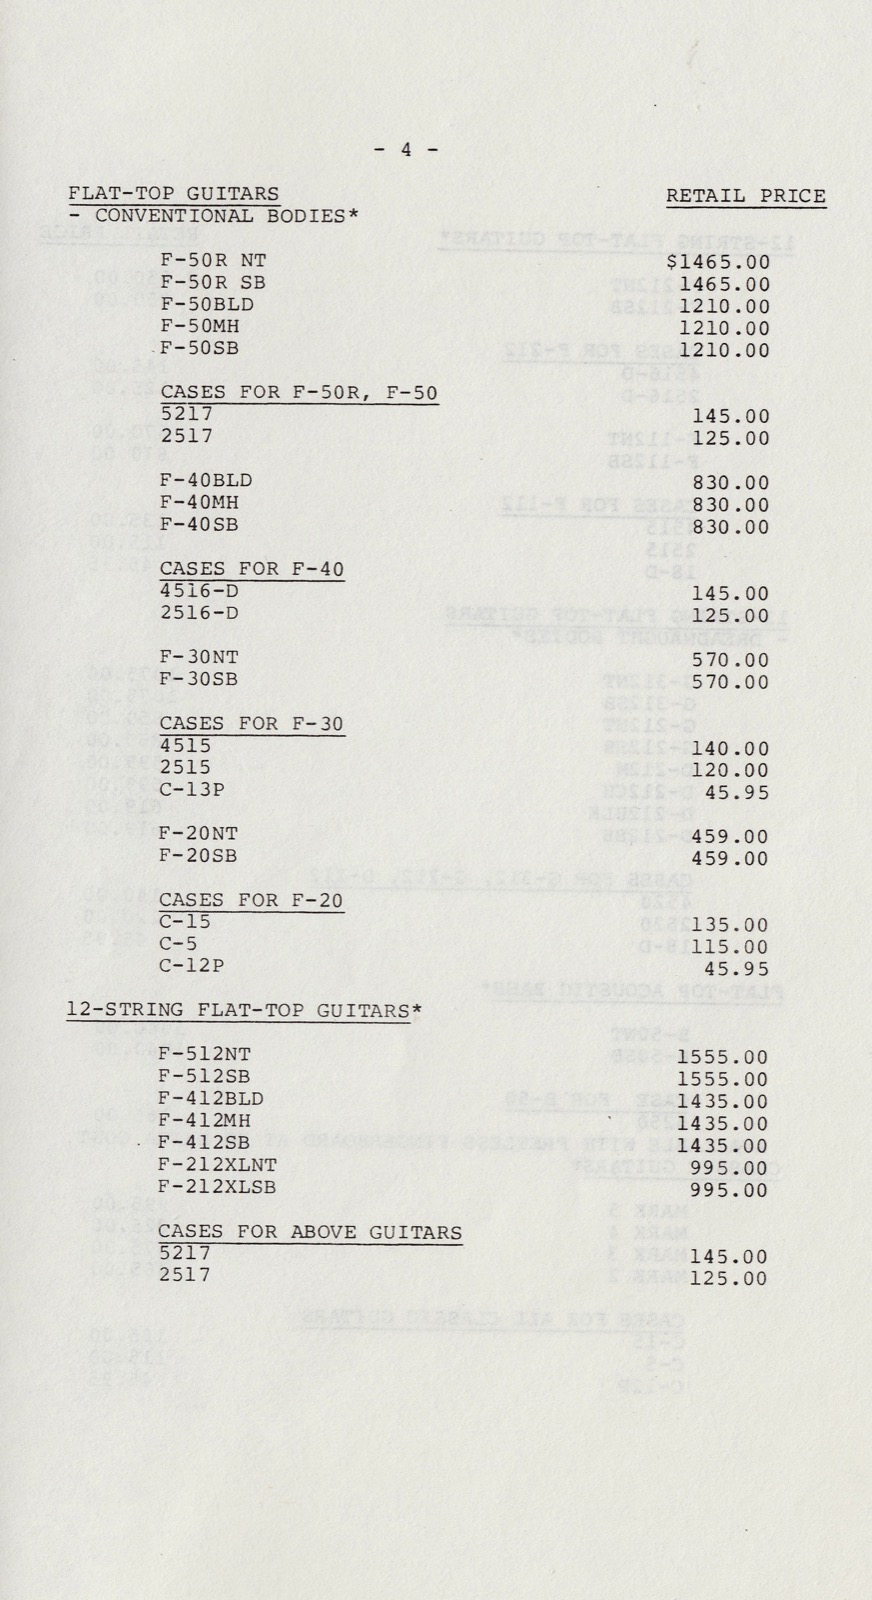 - 4 -
FLAT-TOP GUITARS RETAIL PRICE
- CONVENTIONAL BODIES*
F-50R NT $1465.00
F-50R SB 1465.00
F-50BLD 1210.00
F-50MH 1210.00
F-50SB 1210.00
CASES FOR F-50R, F-50
5217 145.00
2517 125.00
F-40BLD 830.00
F-40MH 830.00
F-40SB 830.00
CASES FOR F-40
4516-D 145.00
2516-D 125.00
F-30NT 570.00
F-30SB 570.00
CASES FOR F-30
4515 140.00
2515 120.00
C-13P 45.95
F-20NT 459.00
F-20SB 459.00
CASES FOR F-20
C-15 135.00
C-5 115.00
C-12P 45.95
12-STRING FLAT-TOP GUITARS*
F-512NT 1555.00
F-512SB 1555.00
F-412BLD 1435.00
F-412MH 1435.00
F-412SB 1435.00
F-212XLNT 995.00
F-212XLSB 995.00
CASES FOR ABOVE GUITARS
5217 145.00
2517 125.00